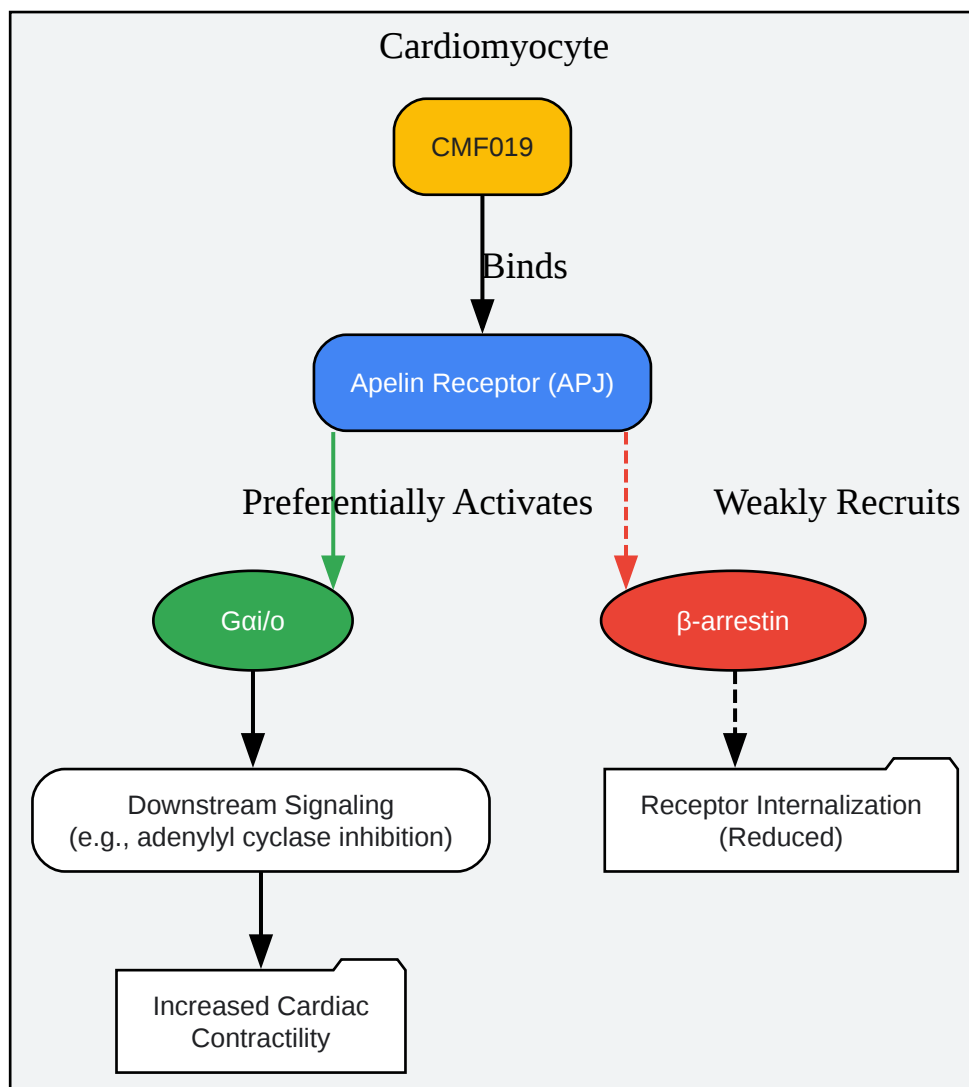 Cardiomyocyte
CMF019
Binds
Apelin Receptor (APJ)
Preferentially Activates
Weakly Recruits
Gαi/o
β-arrestin
Downstream Signaling
(e.g., adenylyl cyclase inhibition)
Receptor Internalization
(Reduced)
Increased Cardiac
Contractility